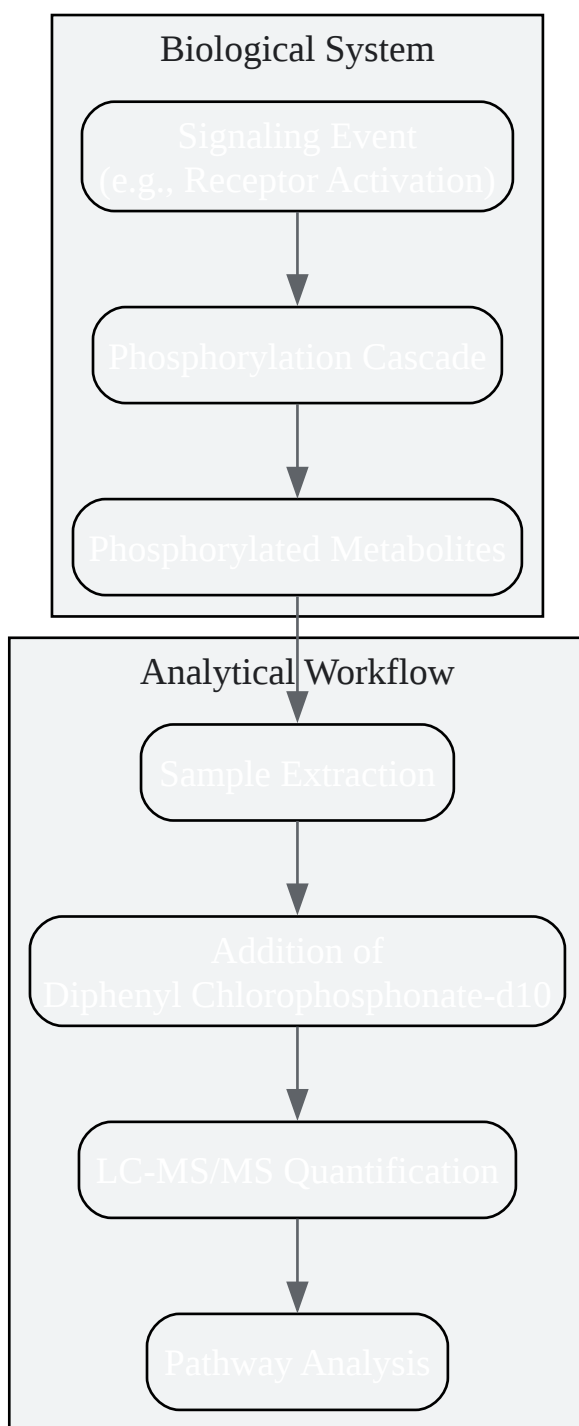 Biological System
Signaling Event
(e.g., Receptor Activation)
Phosphorylation Cascade
Phosphorylated Metabolites
Analytical Workflow
Sample Extraction
Addition of
Diphenyl Chlorophosphonate-d10
LC-MS/MS Quantification
Pathway Analysis